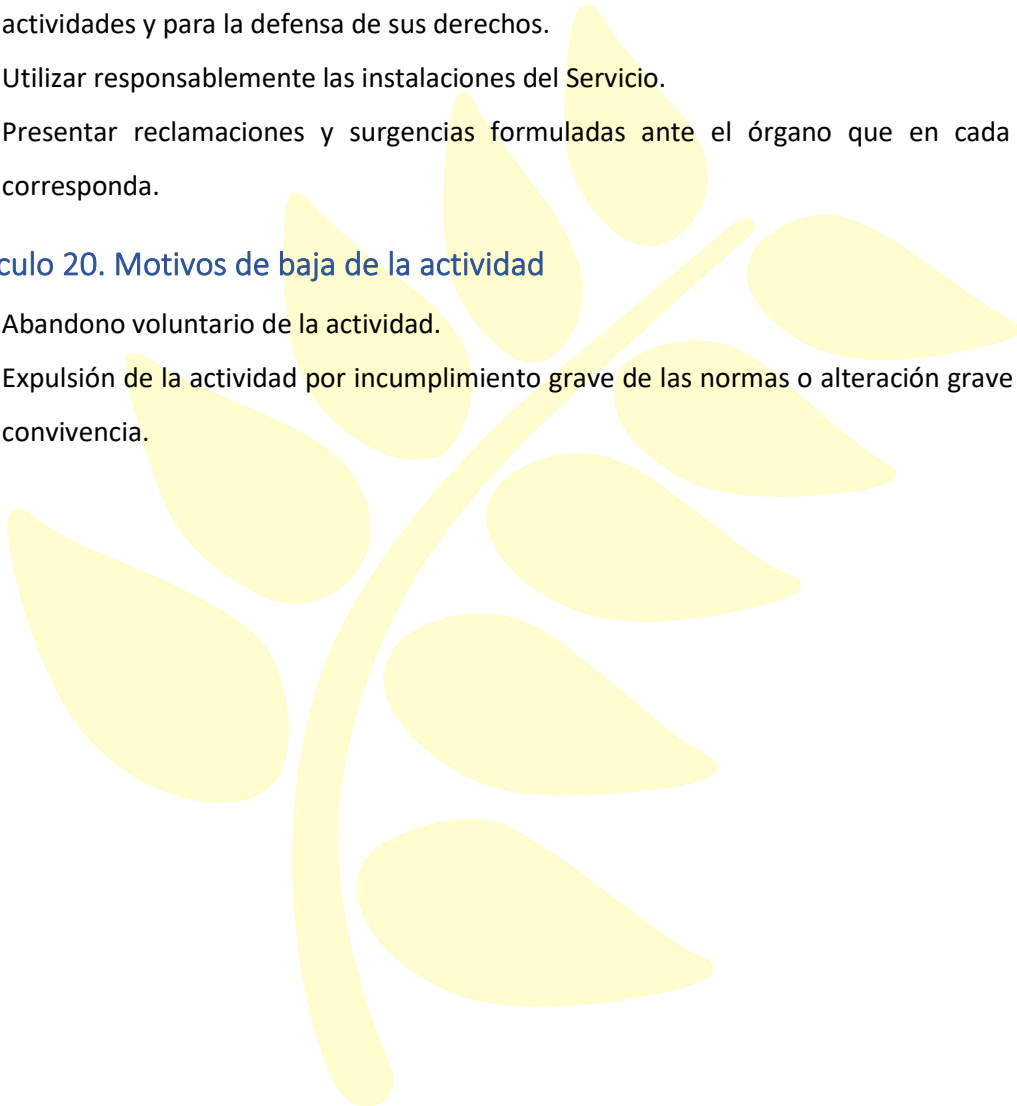 actividades y para la defensa de sus derechos.
Utilizar responsablemente las instalaciones del Servicio.
Presentar reclamaciones y surgencias formuladas ante el órgano que en cada
corresponda.
culo 20. Motivos de baja de la actividad
Abandono voluntario de la actividad.
Expulsión de la actividad por incumplimiento grave de las normas o alteración grave
convivencia.